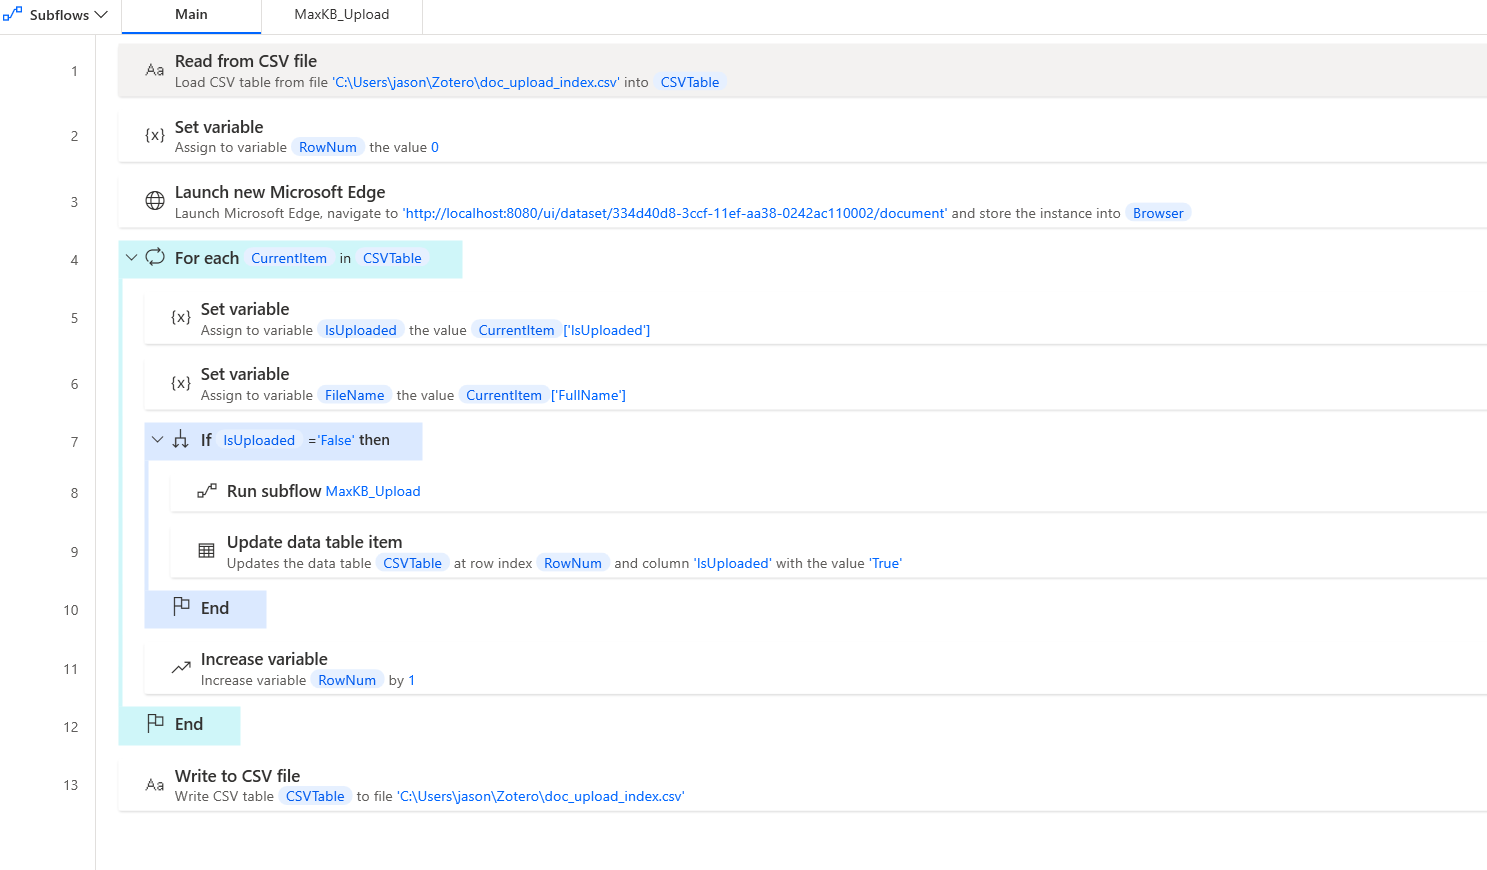 Subflows Main MaxKB_Upload
1 Read from CSV file
Load CSV table from file 'C:\Users\jason\Zotero\doc_upload_index.csv' into CSVTable
2 {x} Set variable
Assign to variable RowNum the value 0
3 Launch new Microsoft Edge
Launch Microsoft Edge, navigate to 'http://localhost:8080/ui/dataset/334d40d8-3ccf-11ef-aa38-0242ac110002/document' and store the instance into Browser
4 For each CurrentItem in CSVTable
5 {x} Set variable
Assign to variable IsUploaded the value CurrentItem ['IsUploaded']
6 {x} Set variable
Assign to variable FileName the value CurrentItem ['FullName']
7 If IsUploaded ='False' then
8 Run subflow MaxKB_Upload
9 Update data table item
Updates the data table CSVTable at row index RowNum and column 'IsUploaded' with the value 'True'
10 End
11 Increase variable
Increase variable RowNum by 1
12 End
13 Aa Write to CSV file
Write CSV table CSVTable to file 'C:\Users\jason\Zotero\doc_upload_index.csv'